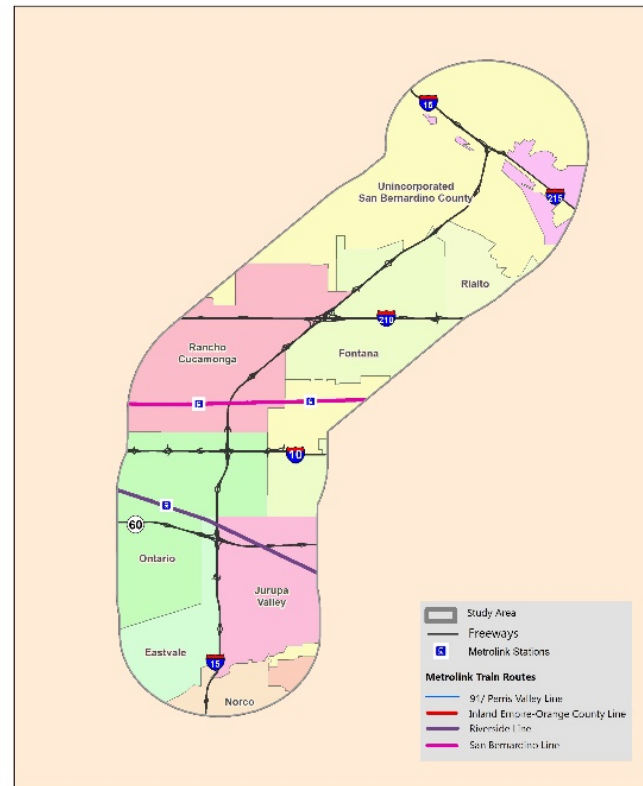 15
Unincorporated
San Bernardino County
215
Rialto
210
Rancho
Cucamonga
Fontana
10
60
Ontario
Jurupa
Valley
Eastvale
15
Norco
Study Area
Freeways
Metrolink Stations
Metrolink Train Routes
91/ Perris Valley Line
Inland Empire-Orange County Line
Riverside Line
San Bernardino Line